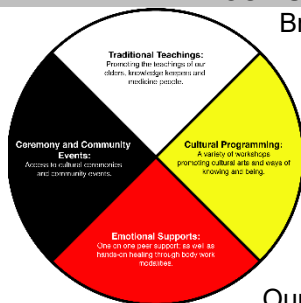 Br
Traditional Teachings:
Promoting the teachings of our
elders, knowledge keepers and
medicine people.
Ceremony and Community
Events:
Access to cultural ceremonies
and community events.
Cultural Programming:
A variety of workshops
promoting cultural arts and ways of
knowing and being.
Emotional Supports:
One on one peer support as well as
hands-on healing through body work
modalities.
Our